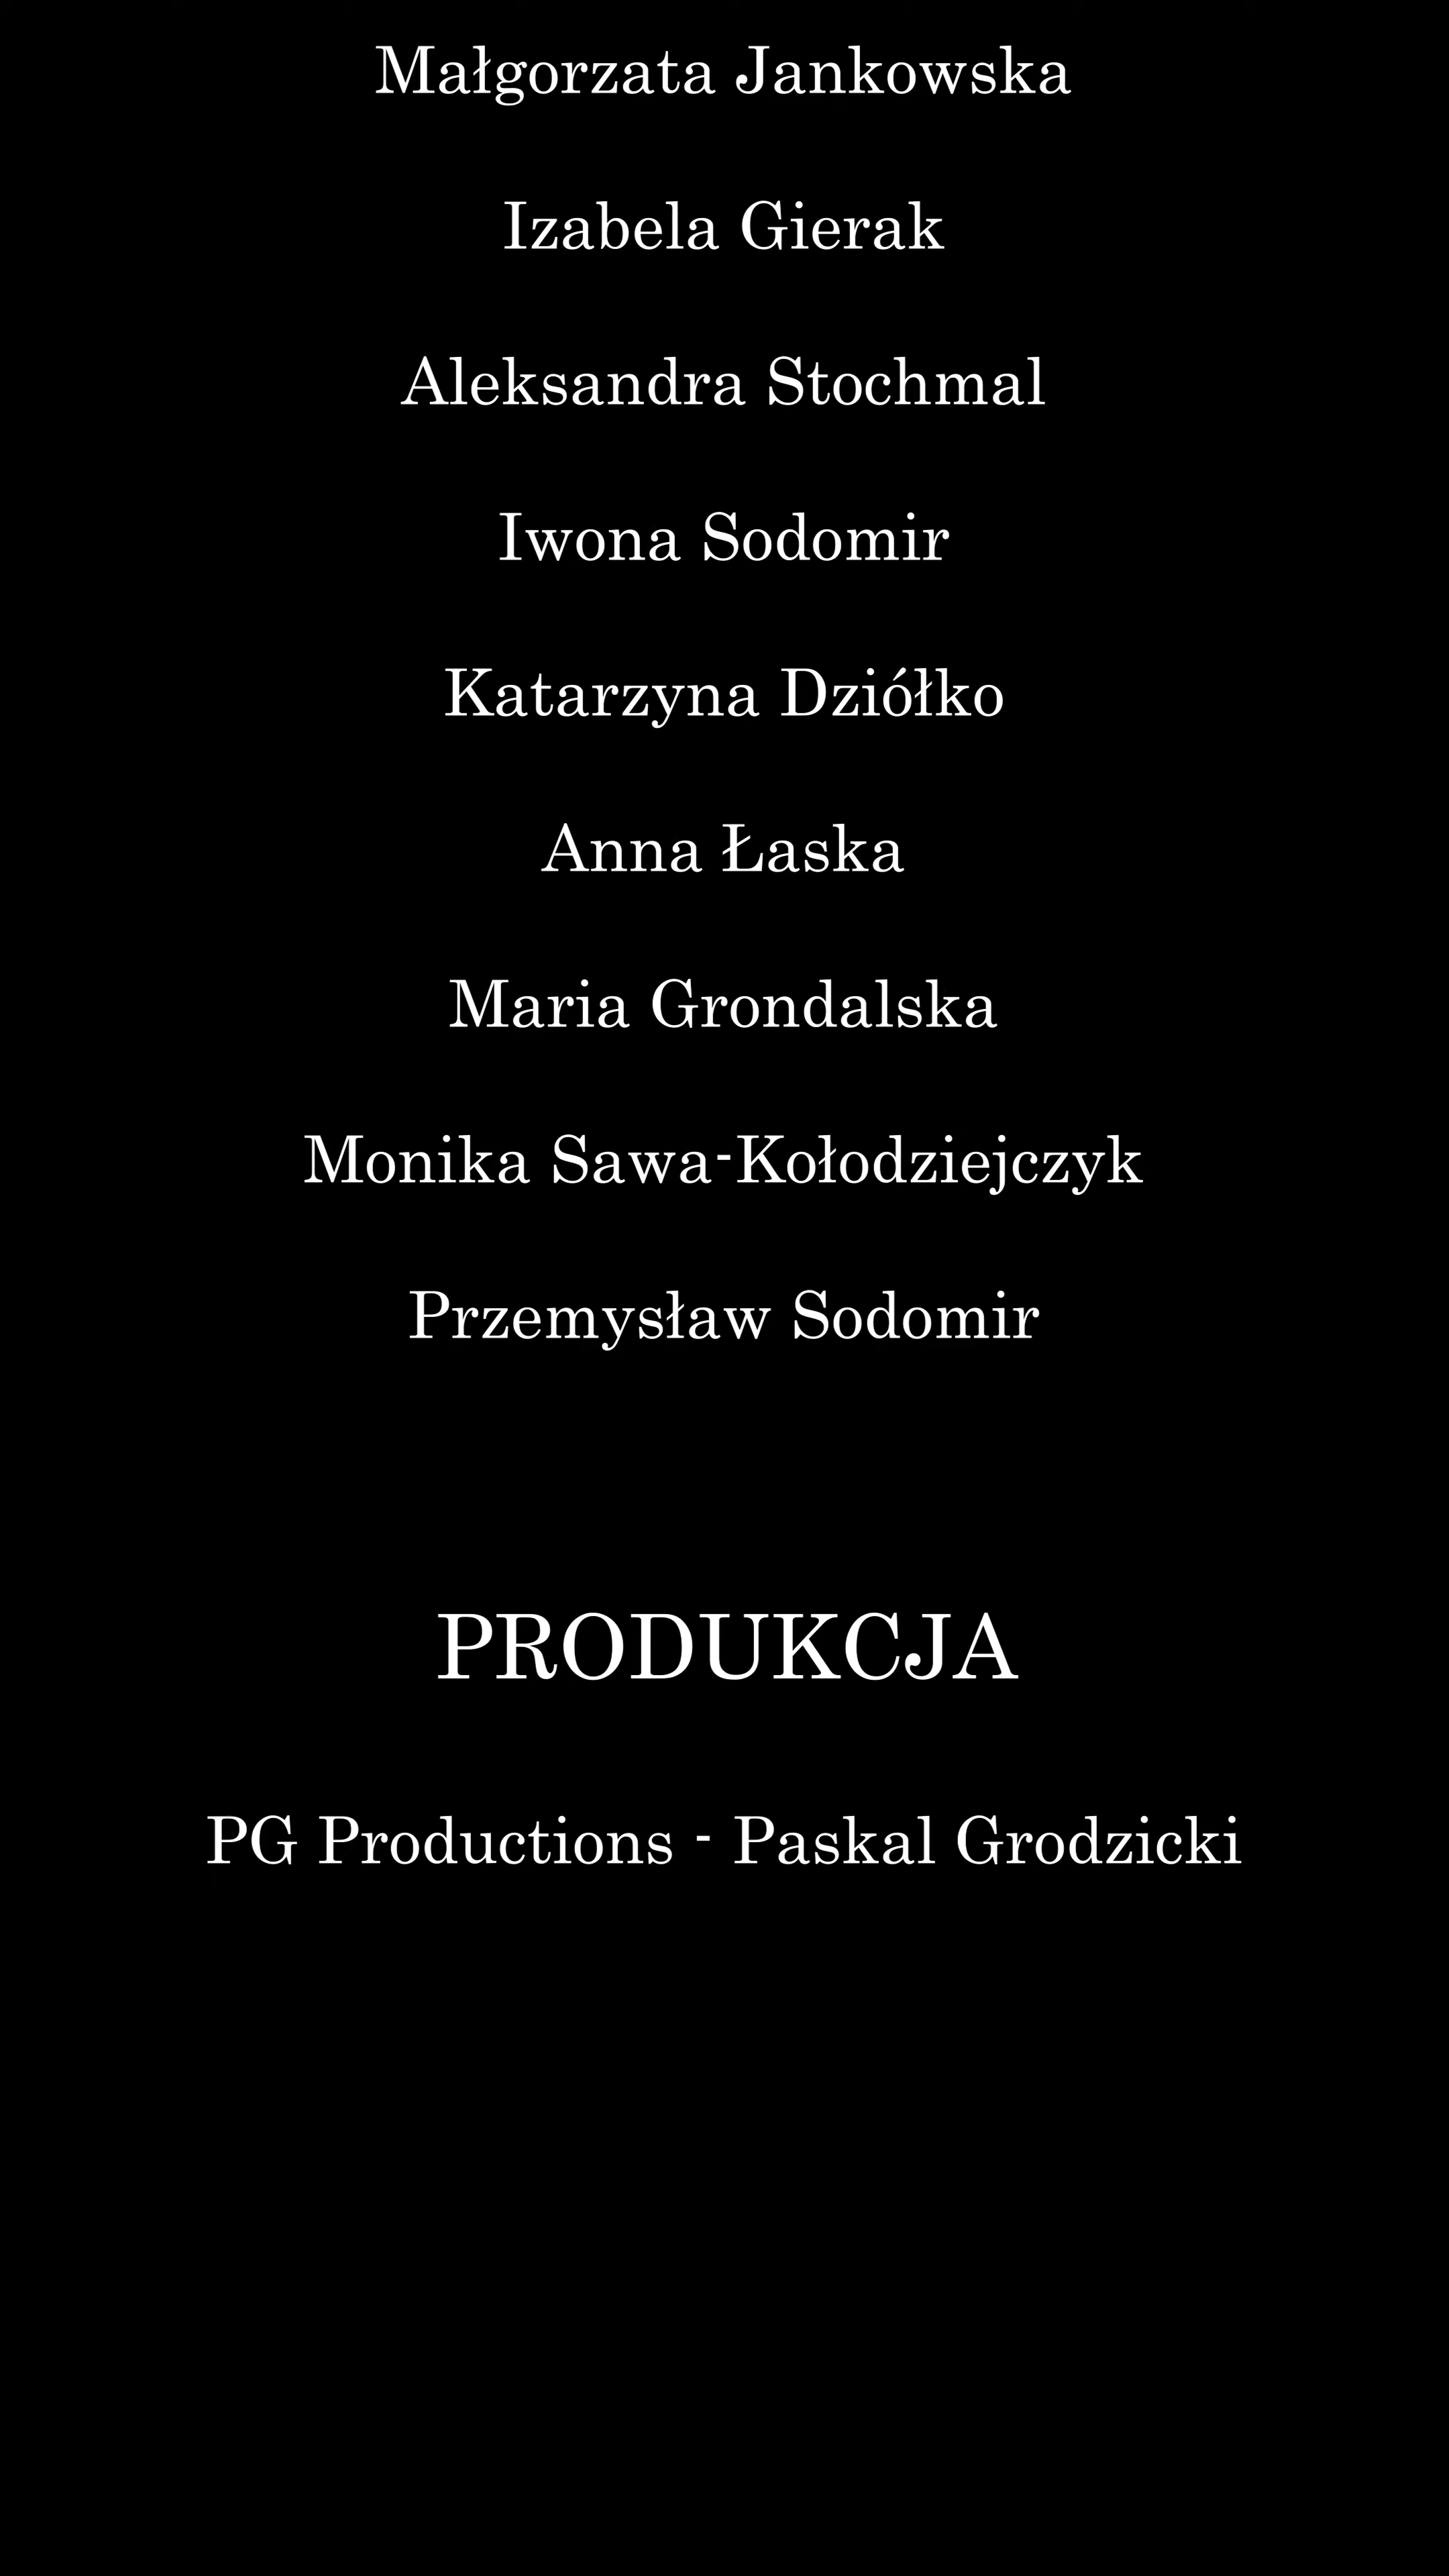 Małgorzata Jankowska
Izabela Gierak
Aleksandra Stochmal
Iwona Sodomir
Katarzyna Dziółko
Anna Łaska
Maria Grondalska
Monika Sawa-Kołodziejczyk
Przemysław Sodomir
PRODUKCJA
PG Productions - Paskal Grodzicki